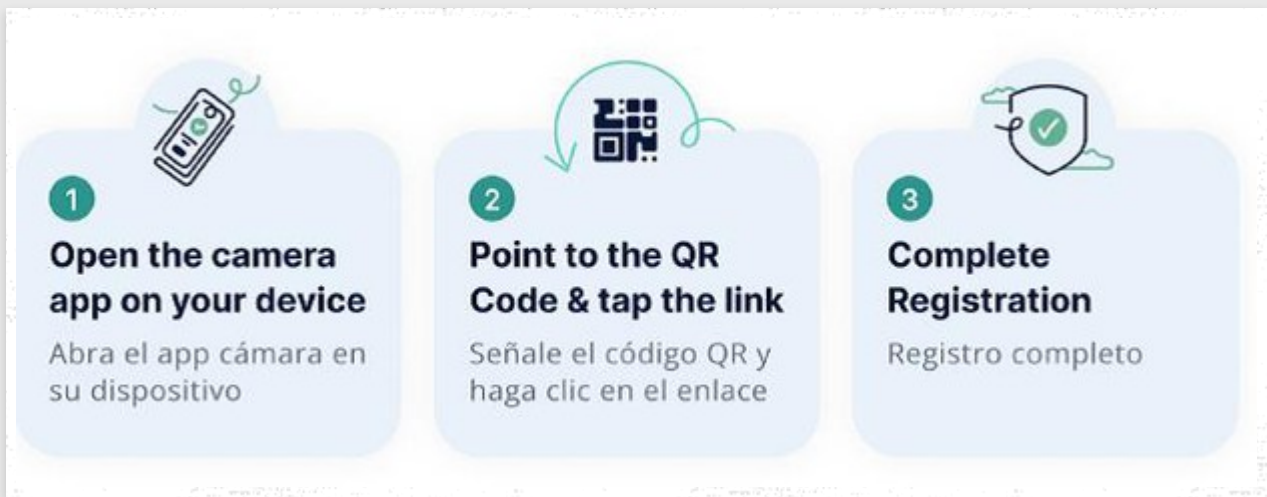 1
Open the camera
app on your device
Abra el app cámara en
su dispositivo
2
Point to the QR
Code & tap the link
Señale el código QR y
haga clic en el enlace
3
Complete
Registration
Registro completo